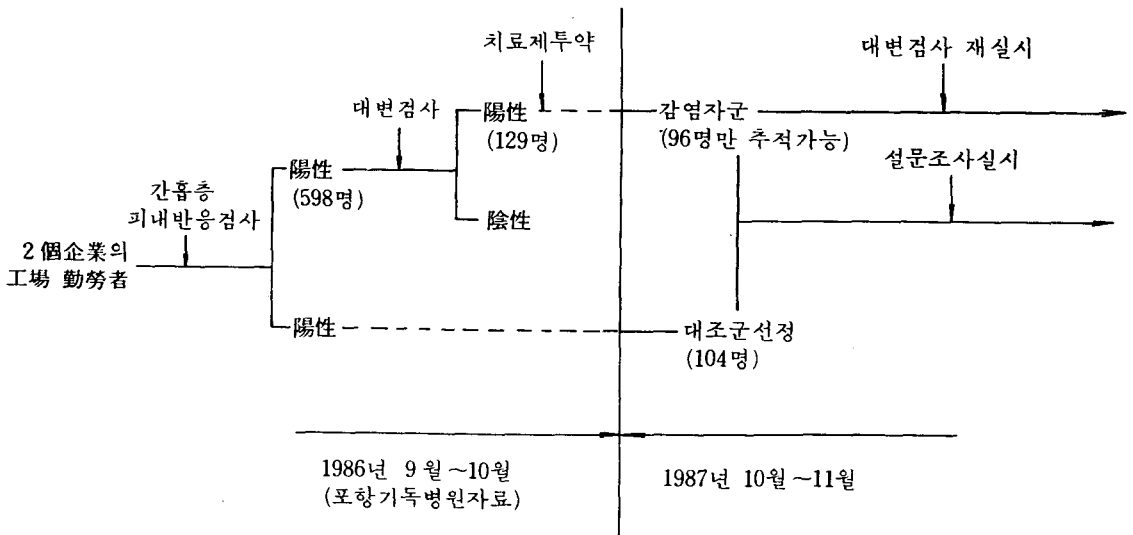 치료제투약
대변검사 재실시
대변검사
陽性
(129명)
감염자군
(96명만 추적가능)
간흡층
피내반응검사
陽性
(598명)
陰性
설문조사실시
2個企業의
工場 勤勞者
陽性
대조군선정
(104명)
1986년 9월~10월
(포항기독병원자료)
1987년 10월~11월